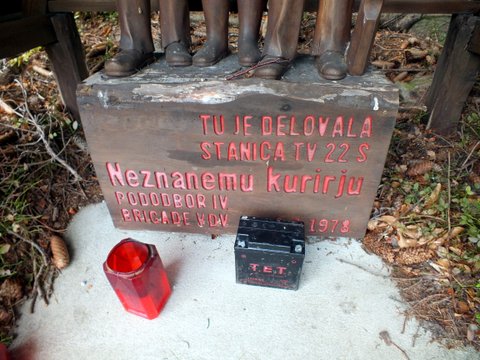 TU JE DELOVALA
STANICA TV 22 S
Neznanemu kurirju
PODODBOR IV
BRIGADE VDV 1978
T.E.T